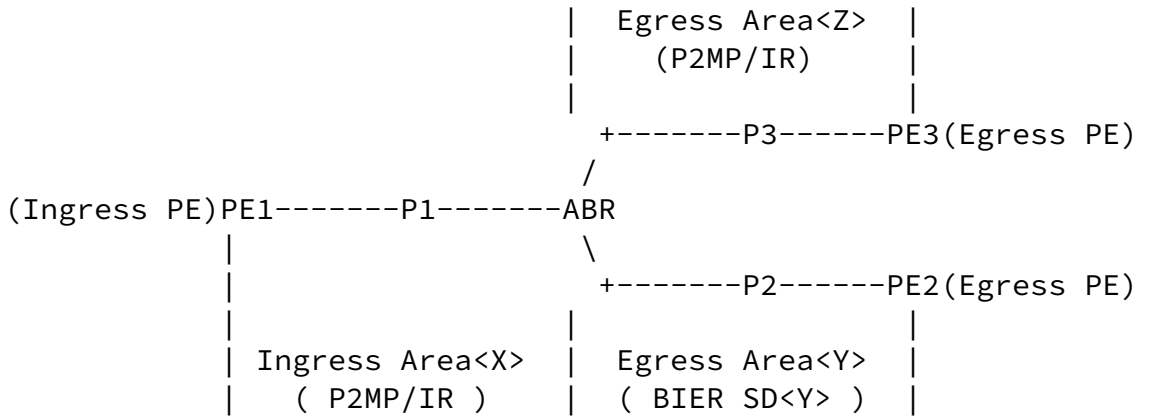 |  Egress Area<Z>  |
|    (P2MP/IR)     |
|                  |
+-------P3------PE3(Egress PE)
/
(Ingress PE)PE1-------P1-------ABR
|                  \
|                   +-------P2------PE2(Egress PE)
|                  |                  |
| Ingress Area<X>  |  Egress Area<Y>  |
|   ( P2MP/IR )    |  ( BIER SD<Y> )  |